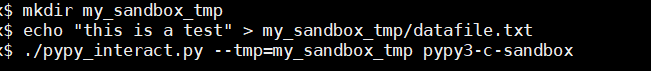 x$ mkdir my_sandbox_tmp
x$ echo "this is a test" > my_sandbox_tmp/datafile.txt
x$ ./pypy_interact.py --tmp=my_sandbox_tmp pypy3-c-sandbox